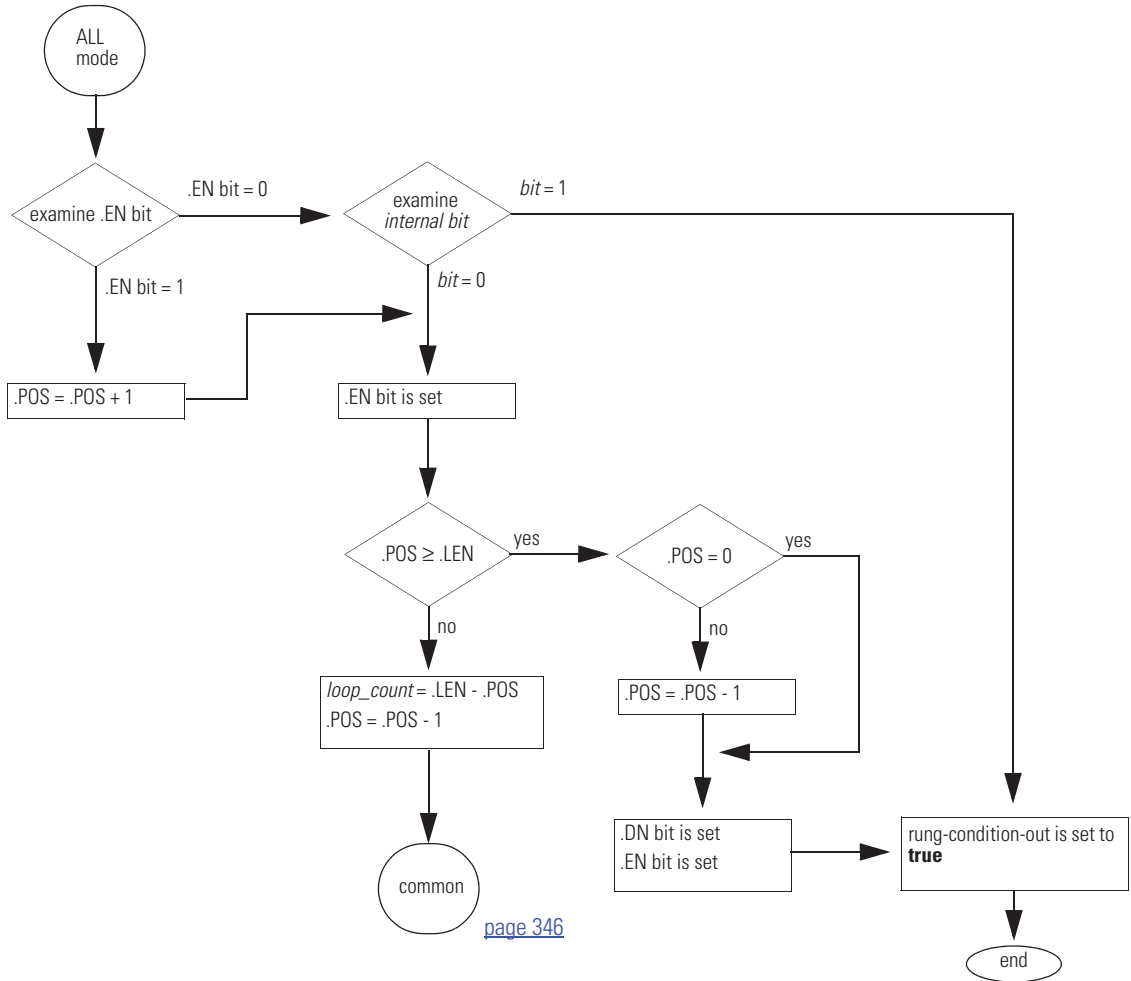 ALL
mode
examine .EN bit
.EN bit = 0
examine
internal bit
bit = 1
.EN bit = 1
bit = 0
.POS = .POS + 1
.EN bit is set
.POS ≥ .LEN
yes
.POS = 0
yes
no
no
loop_count = .LEN - .POS
.POS = .POS - 1
.POS = .POS - 1
.DN bit is set
.EN bit is set
rung-condition-out is set to
true
common
page 346
end